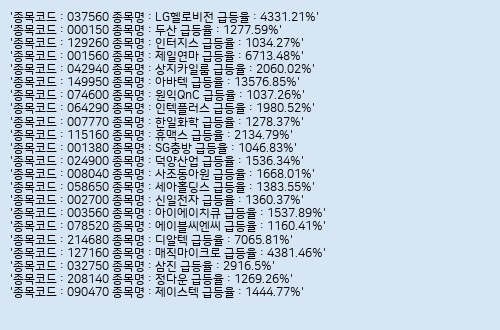 '종목코드 : 037560 종목명 : LG헬로비전 급등율 : 4331.21%'
'종목코드 : 000150 종목명 : 두산 급등율 : 1277.59%'
'종목코드 : 129260 종목명 : 인터지스 급등율 : 1034.27%'
'종목코드 : 001560 종목명 : 제일연마 급등율 : 6713.48%'
'종목코드 : 042940 종목명 : 상지카일룸 급등율 : 2060.02%'
'종목코드 : 149950 종목명 : 아바텍 급등율 : 13576.85%'
'종목코드 : 074600 종목명 : 원익QnC 급등율 : 1037.26%'
'종목코드 : 064290 종목명 : 인텍플러스 급등율 : 1980.52%'
'종목코드 : 007770 종목명 : 한일화학 급등율 : 1278.37%'
'종목코드 : 115160 종목명 : 휴맥스 급등율 : 2134.79%'
'종목코드 : 001380 종목명 : SG충방 급등율 : 1046.83%'
'종목코드 : 024900 종목명 : 덕양산업 급등율 : 1536.34%'
'종목코드 : 008040 종목명 : 사조동아원 급등율 : 1668.01%'
'종목코드 : 058650 종목명 : 세아홀딩스 급등율 : 1383.55%'
'종목코드 : 002700 종목명 : 신일전자 급등율 : 1360.37%'
'종목코드 : 003560 종목명 : 아이에이치큐 급등율 : 1537.89%'
'종목코드 : 078520 종목명 : 에이블씨엔씨 급등율 : 1160.41%'
'종목코드 : 214680 종목명 : 디알텍 급등율 : 7065.81%'
'종목코드 : 127160 종목명 : 매직마이크로 급등율 : 4381.46%'
'종목코드 : 032750 종목명 : 삼진 급등율 : 2916.5%'
'종목코드 : 208140 종목명 : 정다운 급등율 : 1269.26%'
'종목코드 : 090470 종목명 : 제이스텍 급등율 : 1444.77%'